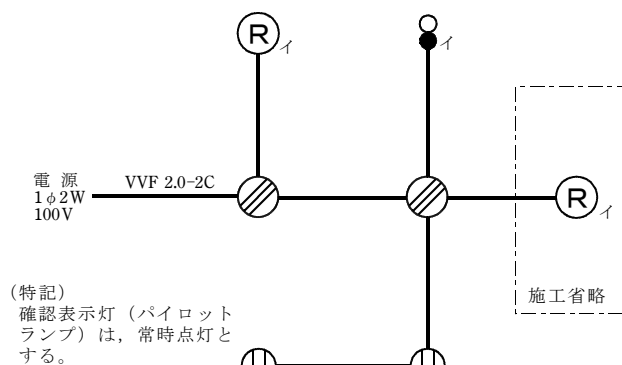 R イ
イ
電 源
1φ2W
100V
VVF 2.0-2C
R イ
施工省略
(特記)
確認表示灯(パイロット
ランプ)は,常時点灯と
する。